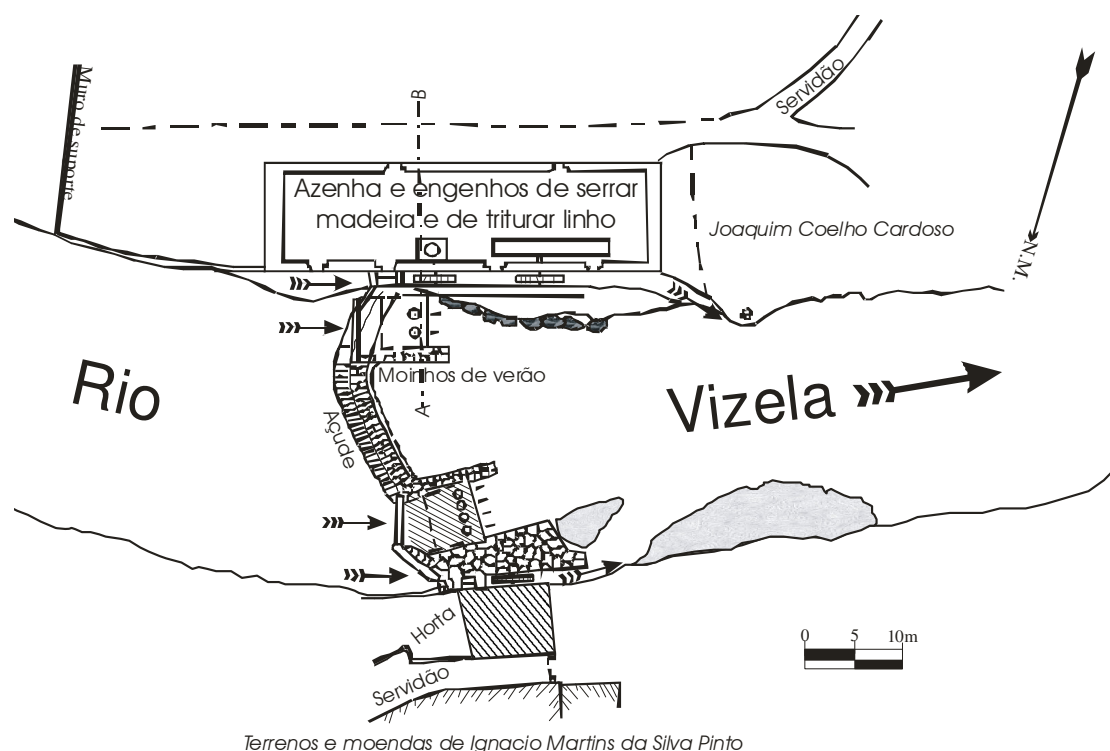 Servidão
Muro de suporte
B
Azenha e engenhos de serrar
madeira e de triturar linho
Joaquim Coelho Cardoso
N.M.
Moinhos de verão
Rio
Vizela
A
Açude
Horta
0 5 10m
Servidão
Terrenos e moendas de Ignacio Martins da Silva Pinto